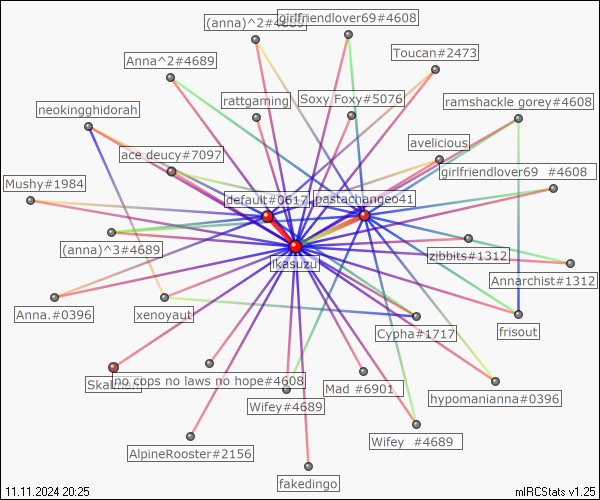 (anna)^2#4689
girlfriendlover69#4608
Toucan#2473
Anna^2#4689
rattgaming
Soxy Foxy#5076
ramshackle gorey#4608
neokingghidorah
avelicious
ace deucy#7097
girlfriendlover69 #4608
Mushy#1984
default#0617
pastachangeo41
(anna)^3#4689
ikasuzu
zibbits#1312
Annarchist#1312
Anna.#0396
xenoyaut
Cypha#1717
frisout
no cops no laws no hope#4608
Mad #6901
hypomanianna#0396
Wifey#4689
Wifey #4689
AlpineRooster#2156
fakedingo
11.11.2024 20:25
mIRCStats v1.25